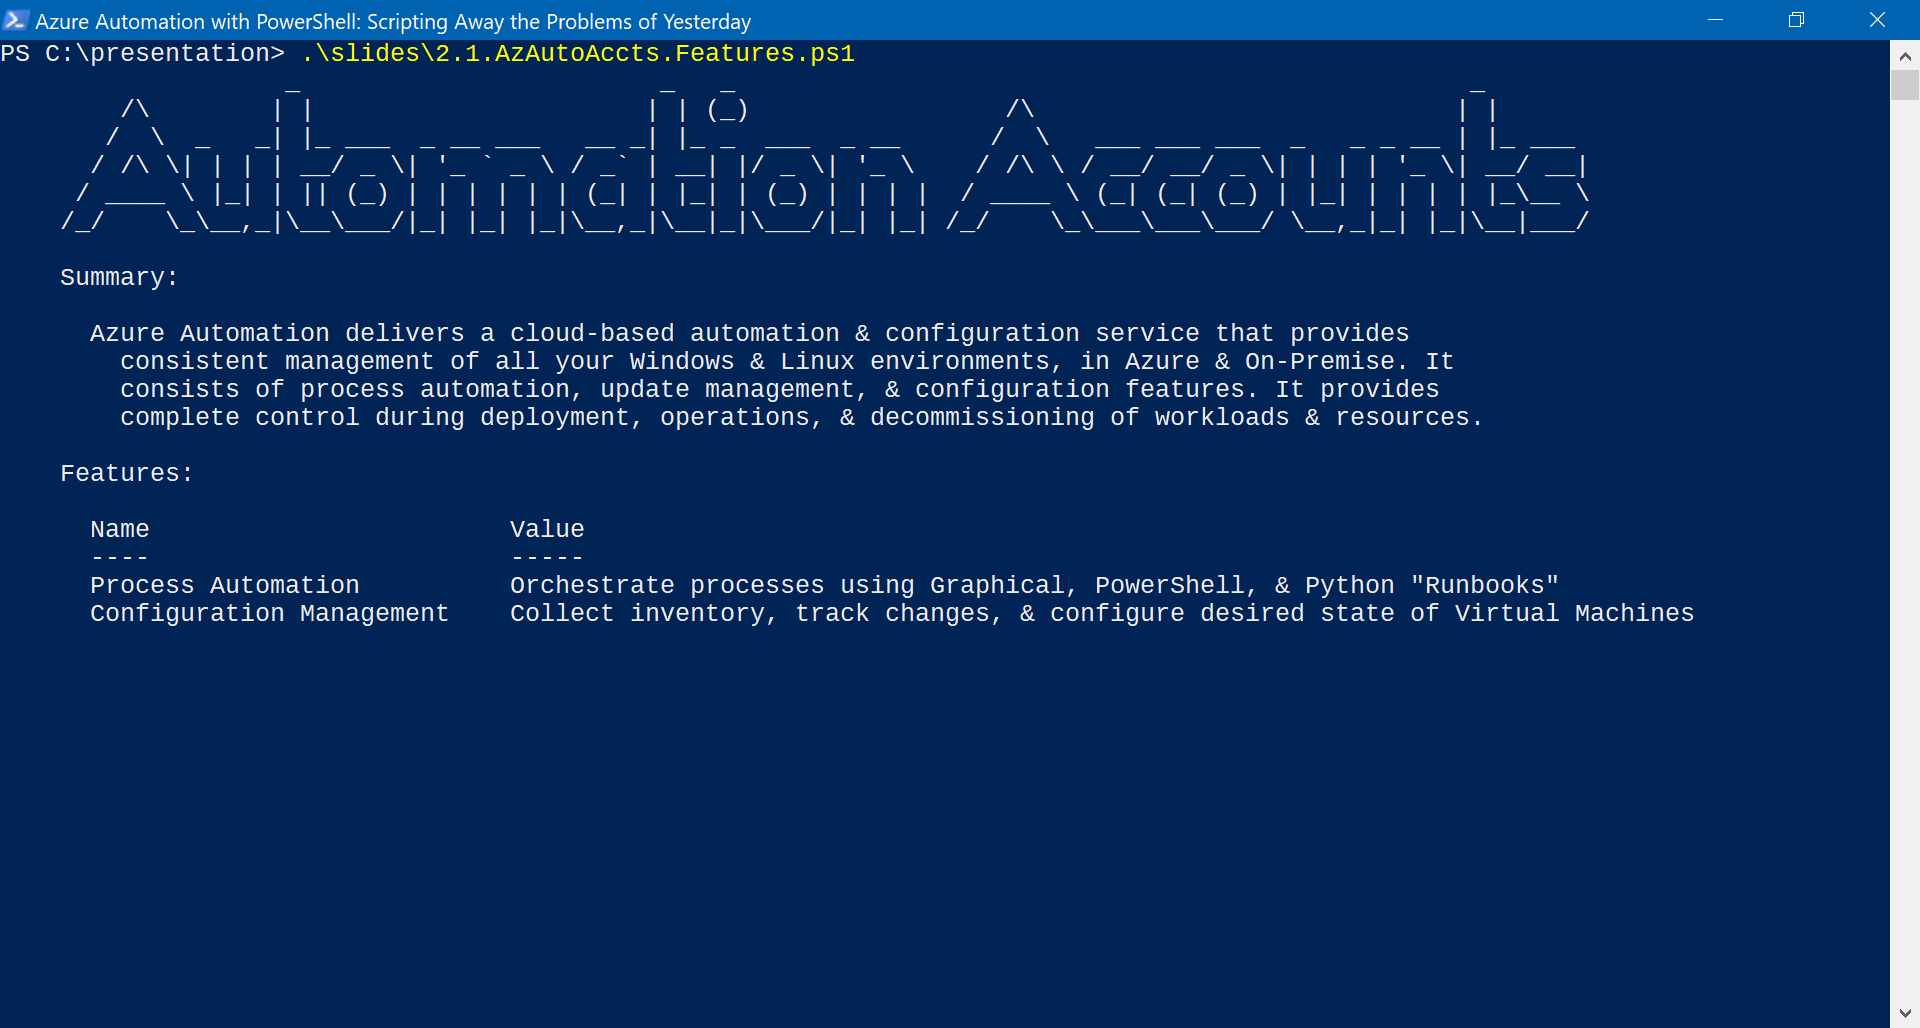 Azure Automation with PowerShell: Scripting Away the Problems of Yesterday
PS C:\presentation> .\slides\2.1.AzAutoAccts.Features.ps1
Automation Accounts
Summary:
Azure Automation delivers a cloud-based automation & configuration service that provides
consistent management of all your Windows & Linux environments, in Azure & On-Premise. It
consists of process automation, update management, & configuration features. It provides
complete control during deployment, operations, & decommissioning of workloads & resources.
Features:
Name Value
---- -----
Process Automation Orchestrate processes using Graphical, PowerShell, & Python "Runbooks"
Configuration Management Collect inventory, track changes, & configure desired state of Virtual Machines